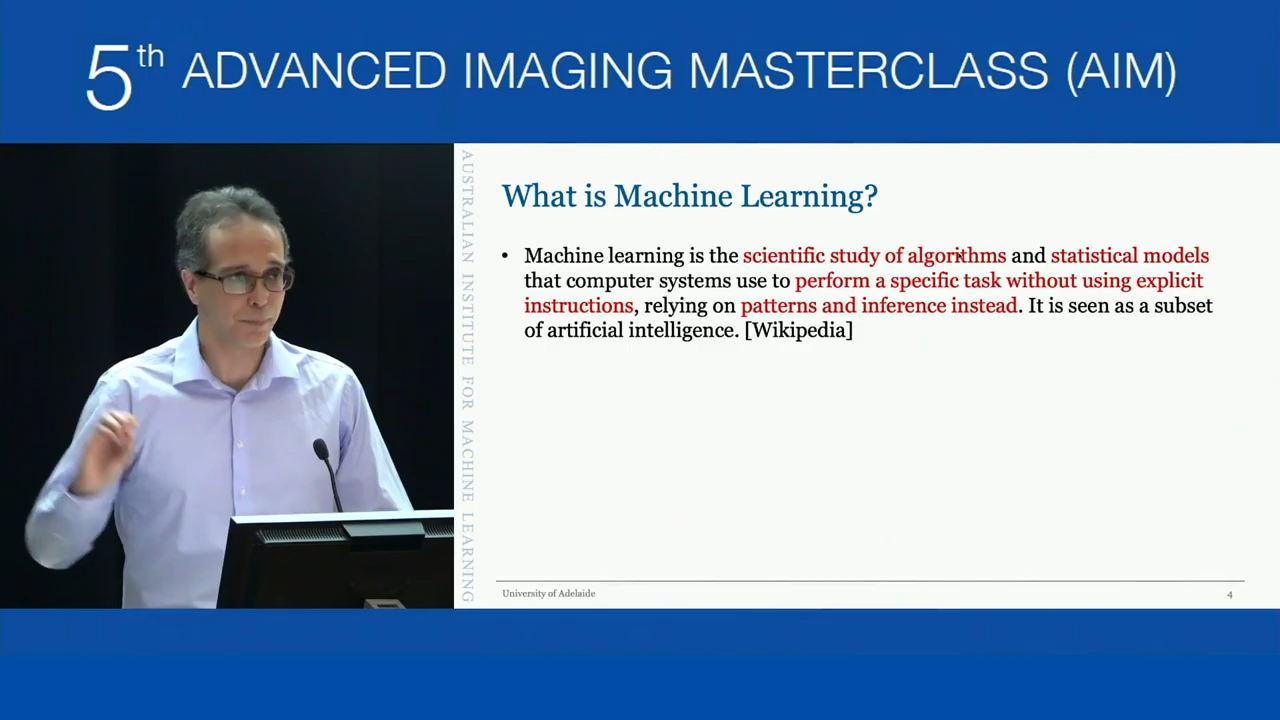 5th ADVANCED IMAGING MASTERCLASS (AIM)
AUSTRALIAN INSTITUTE FOR MACHINE LEARNING
What is Machine Learning?
• Machine learning is the scientific study of algorithms and statistical models
that computer systems use to perform a specific task without using explicit
instructions, relying on patterns and inference instead. It is seen as a subset
of artificial intelligence. [Wikipedia]
University of Adelaide
4